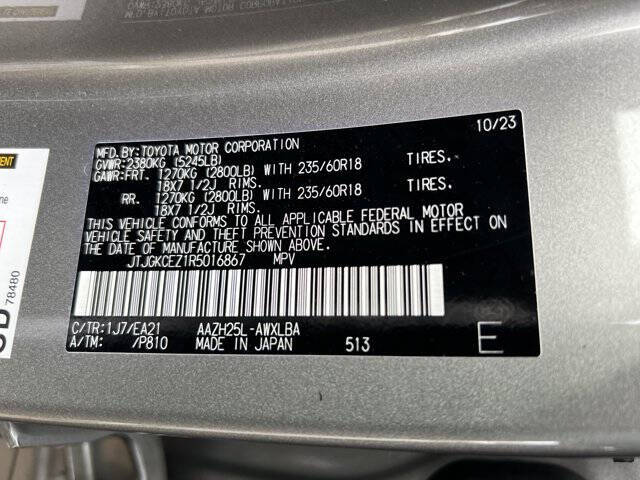 10/23
MFD. BY: TOYOTA MOTOR CORPORATION
GVWR: 2380KG (5245LB)
GAWR: FRT. 1270KG (2800LB) WITH 235/60R18 TIRES.
18X7 1/2J RIMS.
RR. 1270KG (2800LB) WITH 235/60R18 TIRES.
18X7 1/2J RIMS.
THIS VEHICLE CONFORMS TO ALL APPLICABLE FEDERAL MOTOR
VEHICLE SAFETY AND THEFT PREVENTION STANDARDS IN EFFECT ON
THE DATE OF MANUFACTURE SHOWN ABOVE.
JTJGKCEZ1R5016867 MPV
C/TR: 1J7/EA21 AAZH25L-AWXLBA
A/TM: /P810 MADE IN JAPAN 513 E
78480